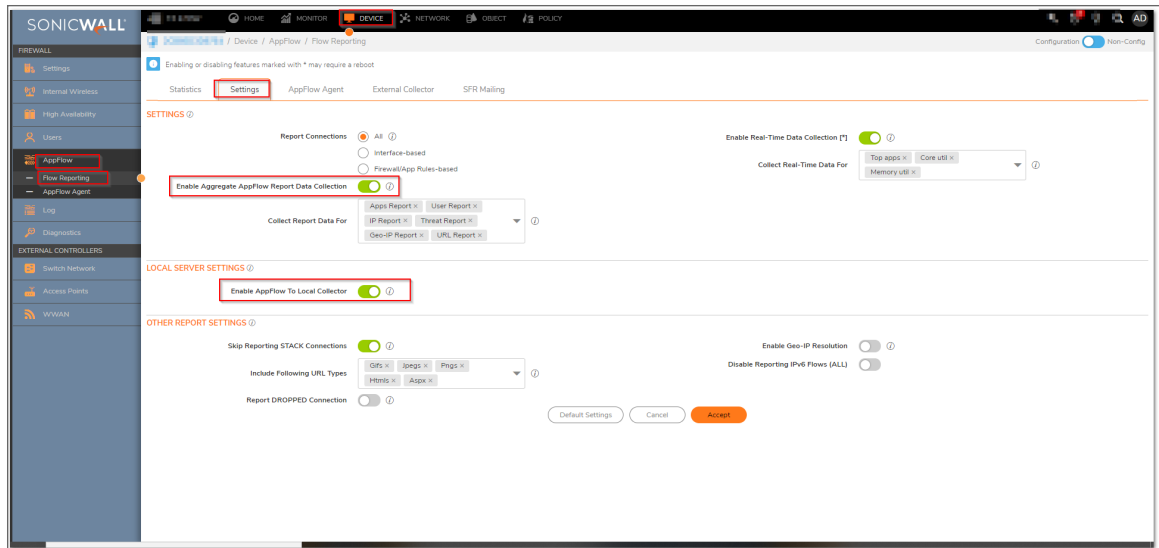 SONICWALL
HOME MONITOR DEVICE NETWORK OBJECT POLICY AD
/ Device / AppFlow / Flow Reporting Configuration Non-Config
FIREWALL
Settings
Internal Wireless
High Availability
Users
AppFlow
Flow Reporting
AppFlow Agent
Log
Diagnostics
EXTERNAL CONTROLLERS
Switch Network
Access Points
WWAN
Enabling or disabling features marked with * may require a reboot
Statistics Settings AppFlow Agent External Collector SFR Mailing
SETTINGS
Report Connections All
Interface-based
Firewall/App Rules-based
Enable Aggregate AppFlow Report Data Collection
Collect Report Data For
Apps Report × User Report ×
IP Report × Threat Report ×
Geo-IP Report × URL Report ×
Enable Real-Time Data Collection [*]
Collect Real-Time Data For
Top apps × Core util ×
Memory util ×
LOCAL SERVER SETTINGS
Enable AppFlow To Local Collector
OTHER REPORT SETTINGS
Skip Reporting STACK Connections
Include Following URL Types
Gifs × Jpegs × Pngs ×
Htmls × Aspx ×
Report DROPPED Connection
Enable Geo-IP Resolution
Disable Reporting IPv6 Flows (ALL)
Default Settings Cancel Accept